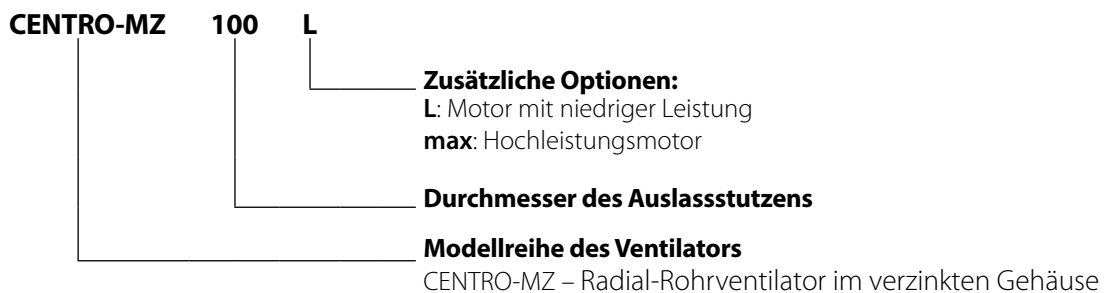 CENTRO-MZ 100 L
Zusätzliche Optionen:
L: Motor mit niedriger Leistung
max: Hochleistungsmotor
Durchmesser des Auslassstutzens
Modellreihe des Ventilators
CENTRO-MZ – Radial-Rohrventilator im verzinkten Gehäuse